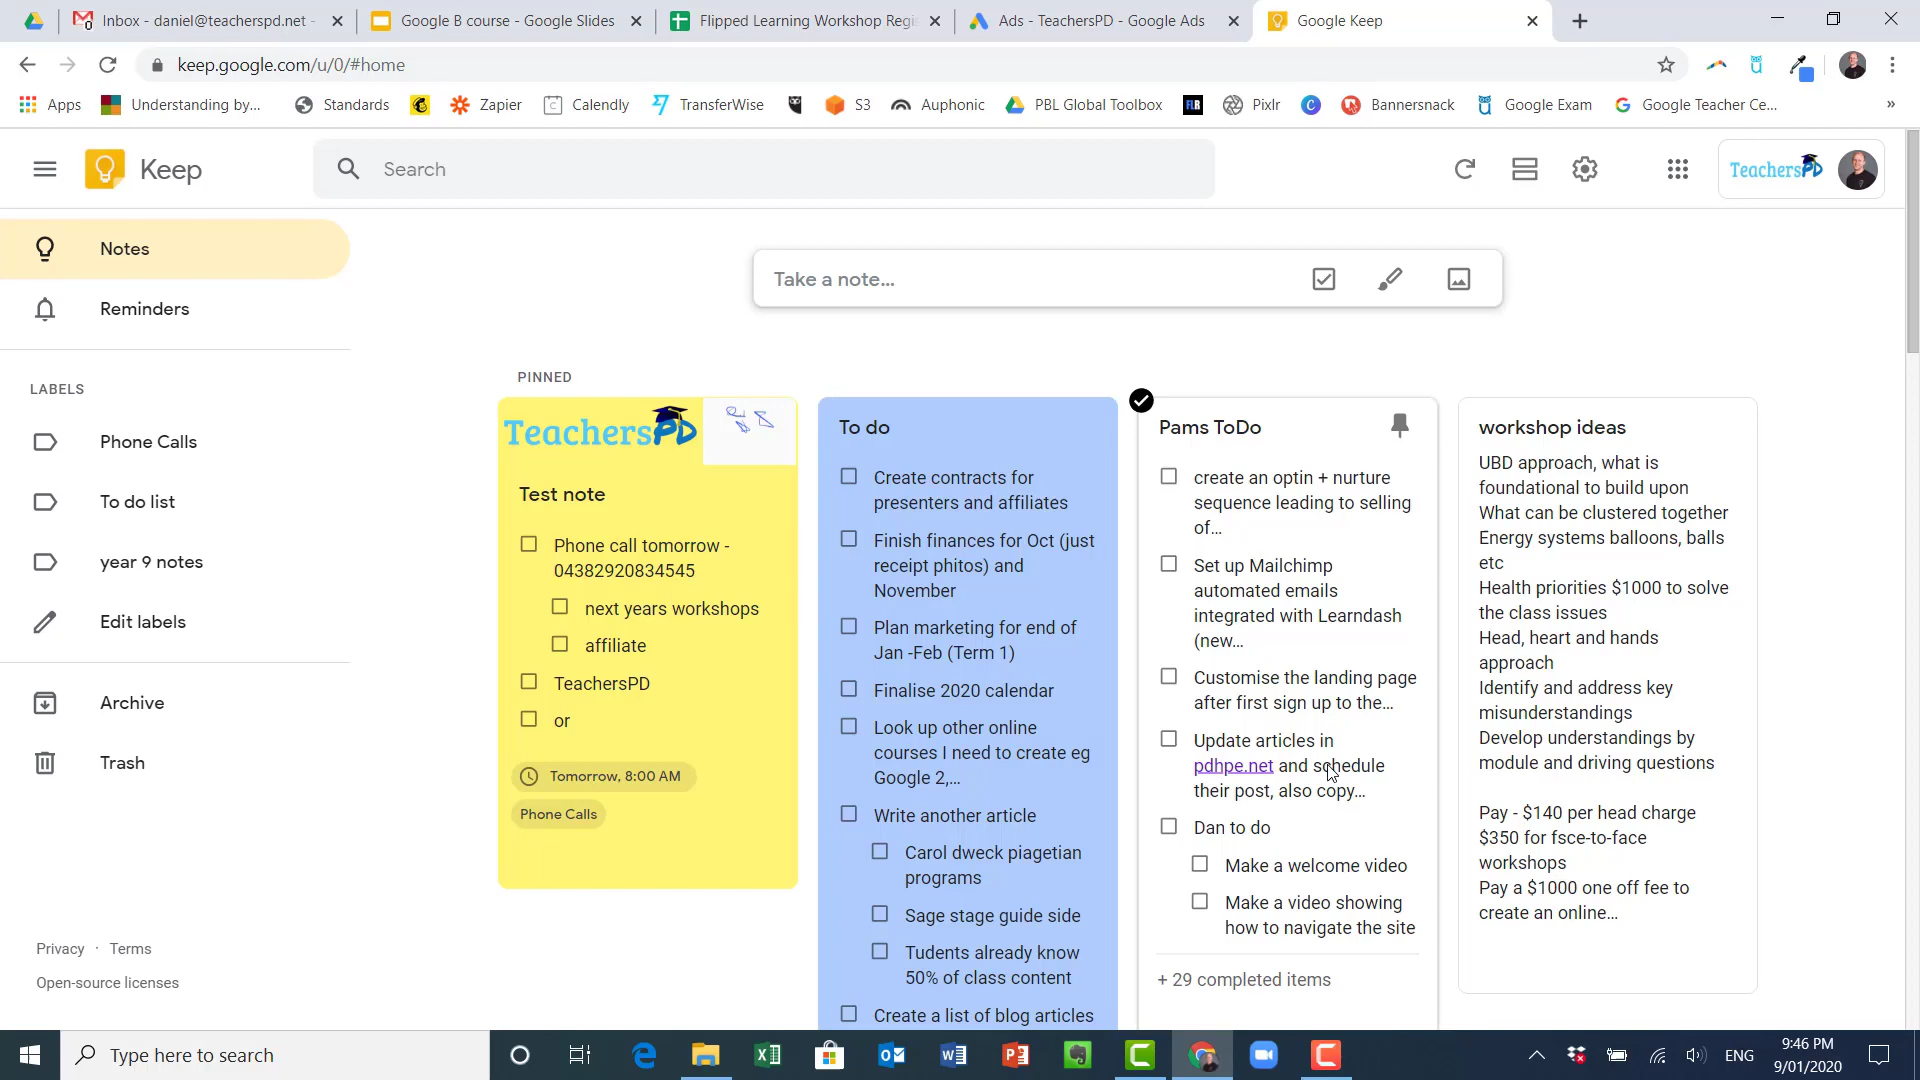 Inbox - daniel@teacherspd.net -
Google B course - Google Slides
Flipped Learning Workshop Regi
Ads - TeachersPD - Google Ads
Google Keep
keep.google.com/u/0/#home
Apps
Understanding by...
Standards
Zapier
Calendly
TransferWise
S3
Auphonic
PBL Global Toolbox
FLR
Pixlr
Bannersnack
Google Exam
Google Teacher Ce...
»
Keep
Search
TeachersPD
Notes
Reminders
LABELS
Phone Calls
To do list
year 9 notes
Edit labels
Archive
Trash
Privacy · Terms
Open-source licenses
Take a note...
PINNED
TeachersPD
Test note
Phone call tomorrow -
04382920834545
next years workshops
affiliate
TeachersPD
or
Tomorrow, 8:00 AM
Phone Calls
To do
Create contracts for
presenters and affiliates
Finish finances for Oct (just
receipt phitos) and
November
Plan marketing for end of
Jan -Feb (Term 1)
Finalise 2020 calendar
Look up other online
courses I need to create eg
Google 2,...
Write another article
Carol dweck piagetian
programs
Sage stage guide side
Tudents already know
50% of class content
Create a list of blog articles
Pams ToDo
create an optin + nurture
sequence leading to selling
of...
Set up Mailchimp
automated emails
integrated with Learndash
(new...
Customise the landing page
after first sign up to the...
Update articles in
pdhpe.net and schedule
their post, also copy...
Dan to do
Make a welcome video
Make a video showing
how to navigate the site
+ 29 completed items
workshop ideas
UBD approach, what is
foundational to build upon
What can be clustered together
Energy systems balloons, balls
etc
Health priorities $1000 to solve
the class issues
Head, heart and hands
approach
Identify and address key
misunderstandings
Develop understandings by
module and driving questions
Pay - $140 per head charge
$350 for fsce-to-face
workshops
Pay a $1000 one off fee to
create an online...
Type here to search
ENG
9:46 PM
9/01/2020